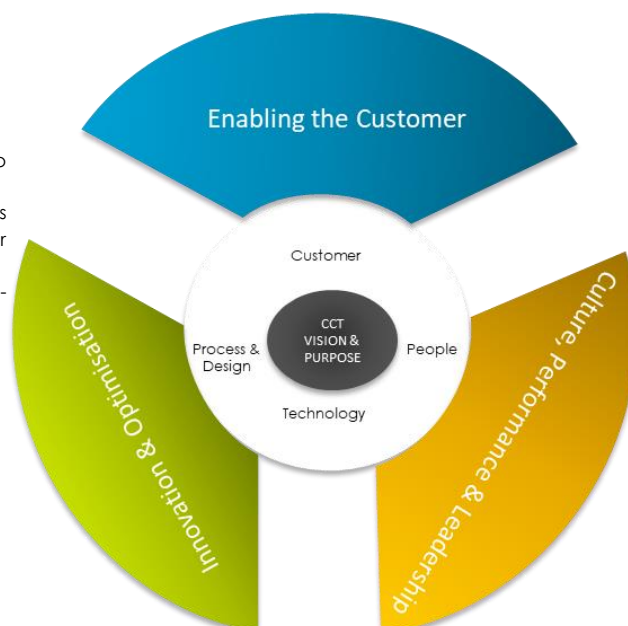 Enabling the Customer
Customer
CCT
VISION &
PURPOSE
Process &
Design
People
Technology
Innovation & Optimisation
Culture, Performance & Leadership